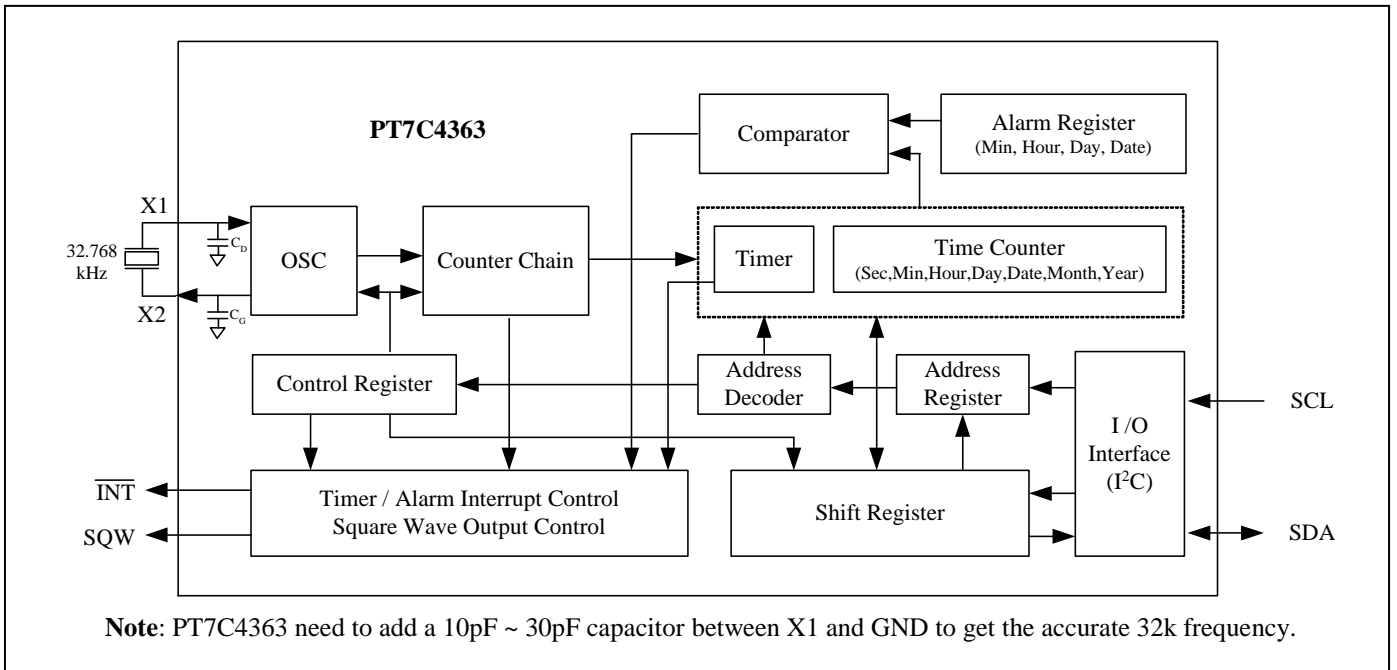 PT7C4363
Comparator
Alarm Register
(Min, Hour, Day, Date)
X1
32.768
kHz
X2
C_D
C_G
OSC
Counter Chain
Timer
Time Counter
(Sec,Min,Hour,Day,Date,Month,Year)
Control Register
Address
Decoder
Address
Register
I /O
Interface
(I²C)
SCL
SDA
INT
SQW
Timer / Alarm Interrupt Control
Square Wave Output Control
Shift Register
Note: PT7C4363 need to add a 10pF ~ 30pF capacitor between X1 and GND to get the accurate 32k frequency.